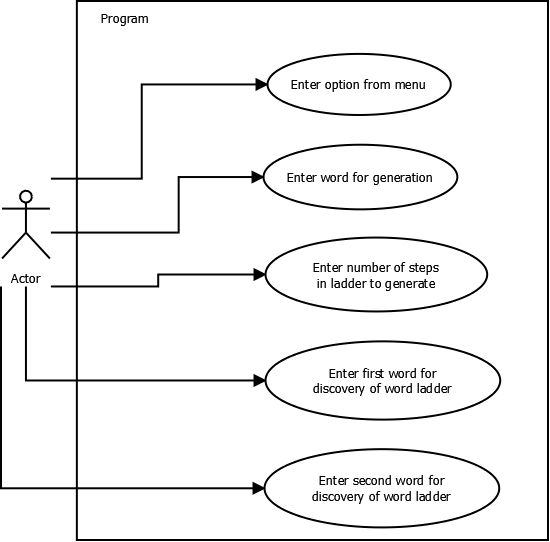 Program
Enter option from menu
Enter word for generation
Actor
Enter number of steps
in ladder to generate
Enter first word for
discovery of word ladder
Enter second word for
discovery of word ladder